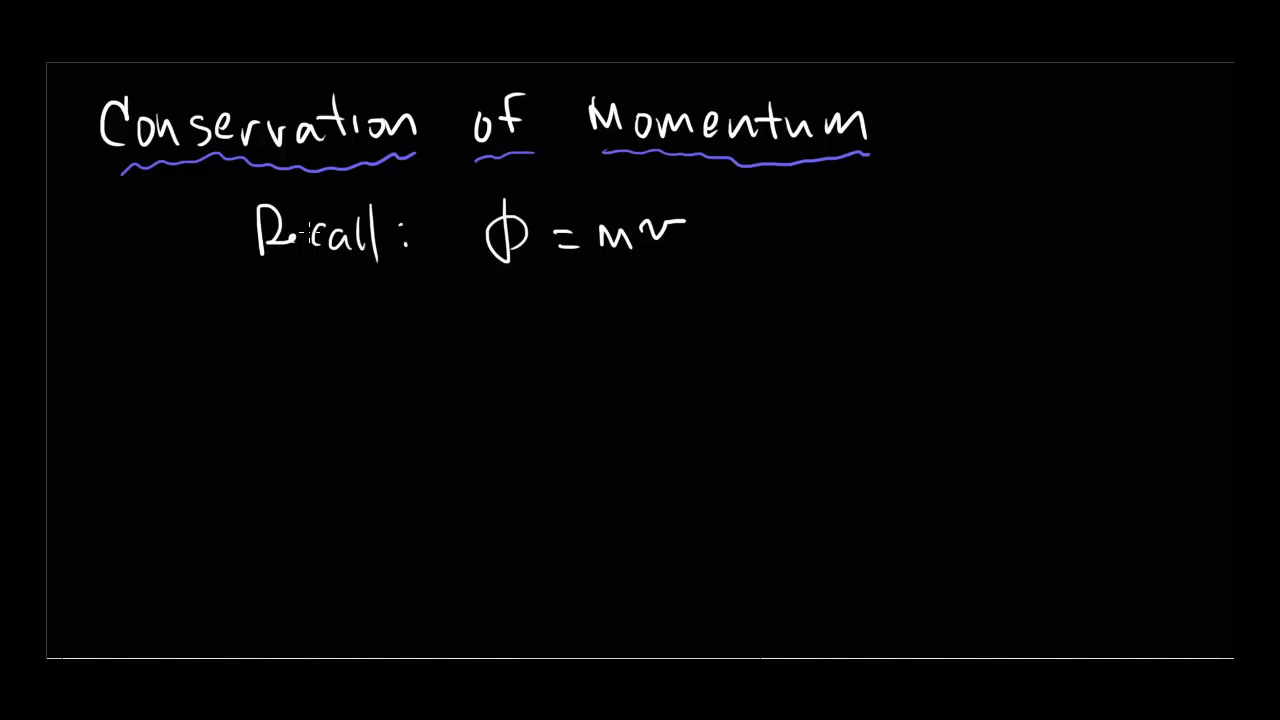 Conservation of Momentum
Recall: ϕ = mv